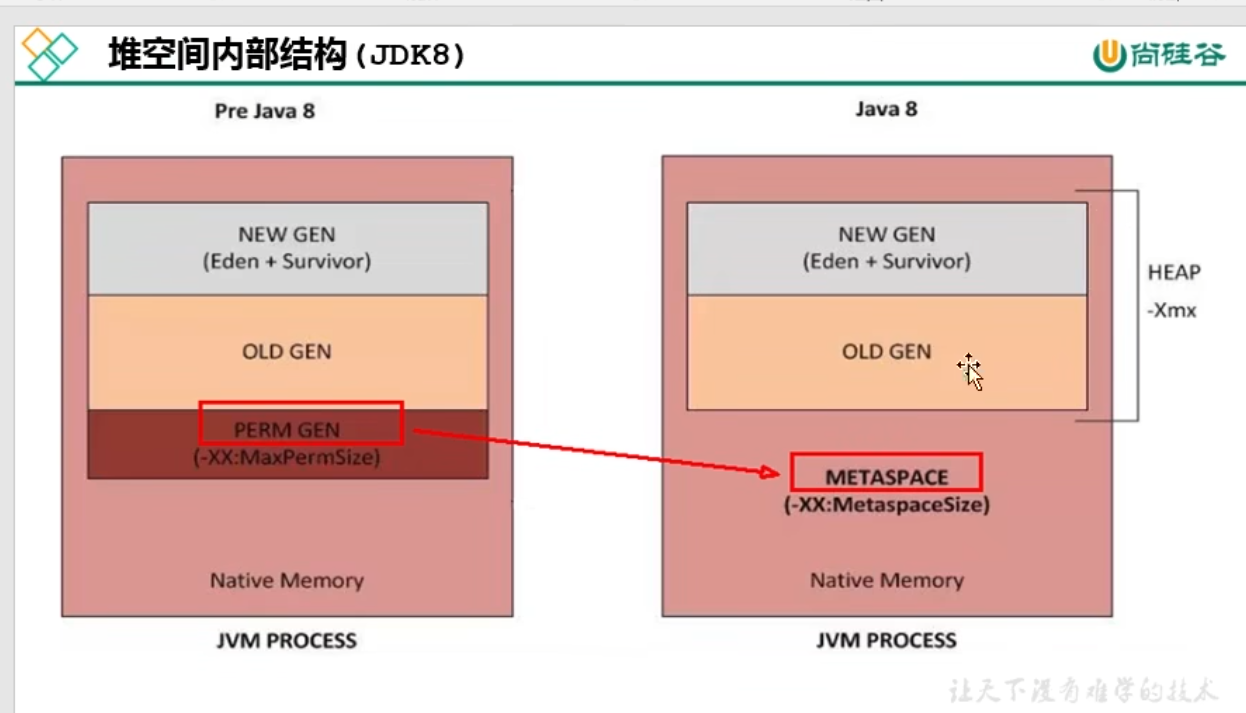 堆空间内部结构(JDK8)
尚硅谷
Pre Java 8
NEW GEN
(Eden + Survivor)
OLD GEN
PERM GEN
(-XX:MaxPermSize)
Native Memory
JVM PROCESS
Java 8
NEW GEN
(Eden + Survivor)
OLD GEN
HEAP
-Xmx
METASPACE
(-XX:MetaspaceSize)
Native Memory
JVM PROCESS
让天下没有难学的技术